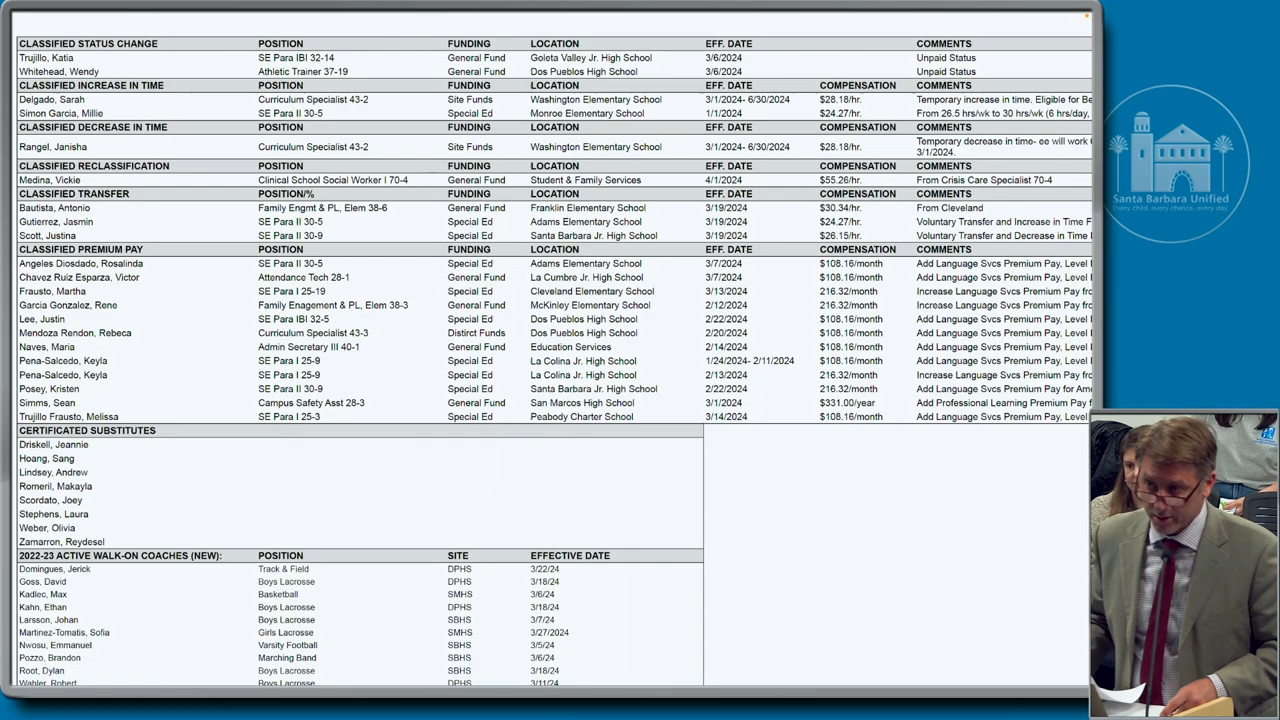 CLASSIFIED STATUS CHANGE POSITION FUNDING LOCATION EFF. DATE COMMENTS
Trujillo, Katia SE Para IBI 32-14 General Fund Goleta Valley Jr. High School 3/6/2024 Unpaid Status
Whitehead, Wendy Athletic Trainer 37-19 General Fund Dos Pueblos High School 3/6/2024 Unpaid Status
CLASSIFIED INCREASE IN TIME POSITION FUNDING LOCATION EFF. DATE COMPENSATION COMMENTS
Delgado, Sarah Curriculum Specialist 43-2 Site Funds Washington Elementary School 3/1/2024- 6/30/2024 $28.18/hr. Temporary increase in time. Eligible for Be
Simon Garcia, Millie SE Para II 30-5 Special Ed Monroe Elementary School 1/1/2024 $24.27/hr. From 26.5 hrs/wk to 30 hrs/wk (6 hrs/day,
CLASSIFIED DECREASE IN TIME POSITION FUNDING LOCATION EFF. DATE COMPENSATION COMMENTS
Rangel, Janisha Curriculum Specialist 43-2 Site Funds Washington Elementary School 3/1/2024- 6/30/2024 $28.18/hr. Temporary decrease in time- ee will work
3/1/2024.
CLASSIFIED RECLASSIFICATION POSITION FUNDING LOCATION EFF. DATE COMPENSATION COMMENTS
Medina, Vickie Clinical School Social Worker I 70-4 General Fund Student & Family Services 4/1/2024 $55.26/hr. From Crisis Care Specialist 70-4
CLASSIFIED TRANSFER POSITION/% FUNDING LOCATION EFF. DATE COMPENSATION COMMENTS
Bautista, Antonio Family Engmt & PL, Elem 38-6 General Fund Franklin Elementary School 3/19/2024 $30.34/hr. From Cleveland
Gutierrez, Jasmin SE Para II 30-5 Special Ed Adams Elementary School 3/19/2024 $24.27/hr. Voluntary Transfer and Increase in Time F
Scott, Justina SE Para II 30-9 Special Ed Santa Barbara Jr. High School 3/19/2024 $26.15/hr. Voluntary Transfer and Decrease in Time
CLASSIFIED PREMIUM PAY POSITION FUNDING LOCATION EFF. DATE COMPENSATION COMMENTS
Angeles Diosdado, Rosalinda SE Para II 30-5 Special Ed Adams Elementary School 3/7/2024 $108.16/month Add Language Svcs Premium Pay, Level
Chavez Ruiz Esparza, Victor Attendance Tech 28-1 General Fund La Cumbre Jr. High School 3/7/2024 $108.16/month Add Language Svcs Premium Pay, Level
Frausto, Martha SE Para I 25-19 Special Ed Cleveland Elementary School 3/13/2024 216.32/month Increase Language Svcs Premium Pay fro
Garcia Gonzalez, Rene Family Enagement & PL, Elem 38-3 General Fund McKinley Elementary School 2/12/2024 216.32/month Increase Language Svcs Premium Pay fro
Lee, Justin SE Para IBI 32-5 Special Ed Dos Pueblos High School 2/22/2024 $108.16/month Add Language Svcs Premium Pay, Level
Mendoza Rendon, Rebeca Curriculum Specialist 43-3 Distirct Funds Dos Pueblos High School 2/20/2024 $108.16/month Add Language Svcs Premium Pay, Level
Naves, Maria Admin Secretary III 40-1 General Fund Education Services 2/14/2024 $108.16/month Add Language Svcs Premium Pay, Level
Pena-Salcedo, Keyla SE Para I 25-9 Special Ed La Colina Jr. High School 1/24/2024- 2/11/2024 $108.16/month Add Language Svcs Premium Pay, Level
Pena-Salcedo, Keyla SE Para I 25-9 Special Ed La Colina Jr. High School 2/13/2024 216.32/month Increase Language Svcs Premium Pay fro
Posey, Kristen SE Para II 30-9 Special Ed Santa Barbara Jr. High School 2/22/2024 216.32/month Add Language Svcs Premium Pay for Ame
Simms, Sean Campus Safety Asst 28-3 General Fund San Marcos High School 3/1/2024 $331.00/year Add Professional Learning Premium Pay f
Trujillo Frausto, Melissa SE Para I 25-3 Special Ed Peabody Charter School 3/14/2024 $108.16/month Add Language Svcs Premium Pay, Level
CERTIFICATED SUBSTITUTES
Driskell, Jeannie
Hoang, Sang
Lindsey, Andrew
Romeril, Makayla
Scordato, Joey
Stephens, Laura
Weber, Olivia
Zamarron, Reydesel
2022-23 ACTIVE WALK-ON COACHES (NEW): POSITION SITE EFFECTIVE DATE
Domingues, Jerick Track & Field DPHS 3/22/24
Goss, David Boys Lacrosse DPHS 3/18/24
Kadlec, Max Basketball SMHS 3/6/24
Kahn, Ethan Boys Lacrosse DPHS 3/18/24
Larsson, Johan Boys Lacrosse SBHS 3/7/24
Martinez-Tomatis, Sofia Girls Lacrosse SMHS 3/27/2024
Nwosu, Emmanuel Varsity Football SBHS 3/5/24
Pozzo, Brandon Marching Band SBHS 3/6/24
Root, Dylan Boys Lacrosse SBHS 3/18/24
Wahler, Robert Boys Lacrosse DPHS 3/11/24
Santa Barbara Unified
Every child, every chance, every day.